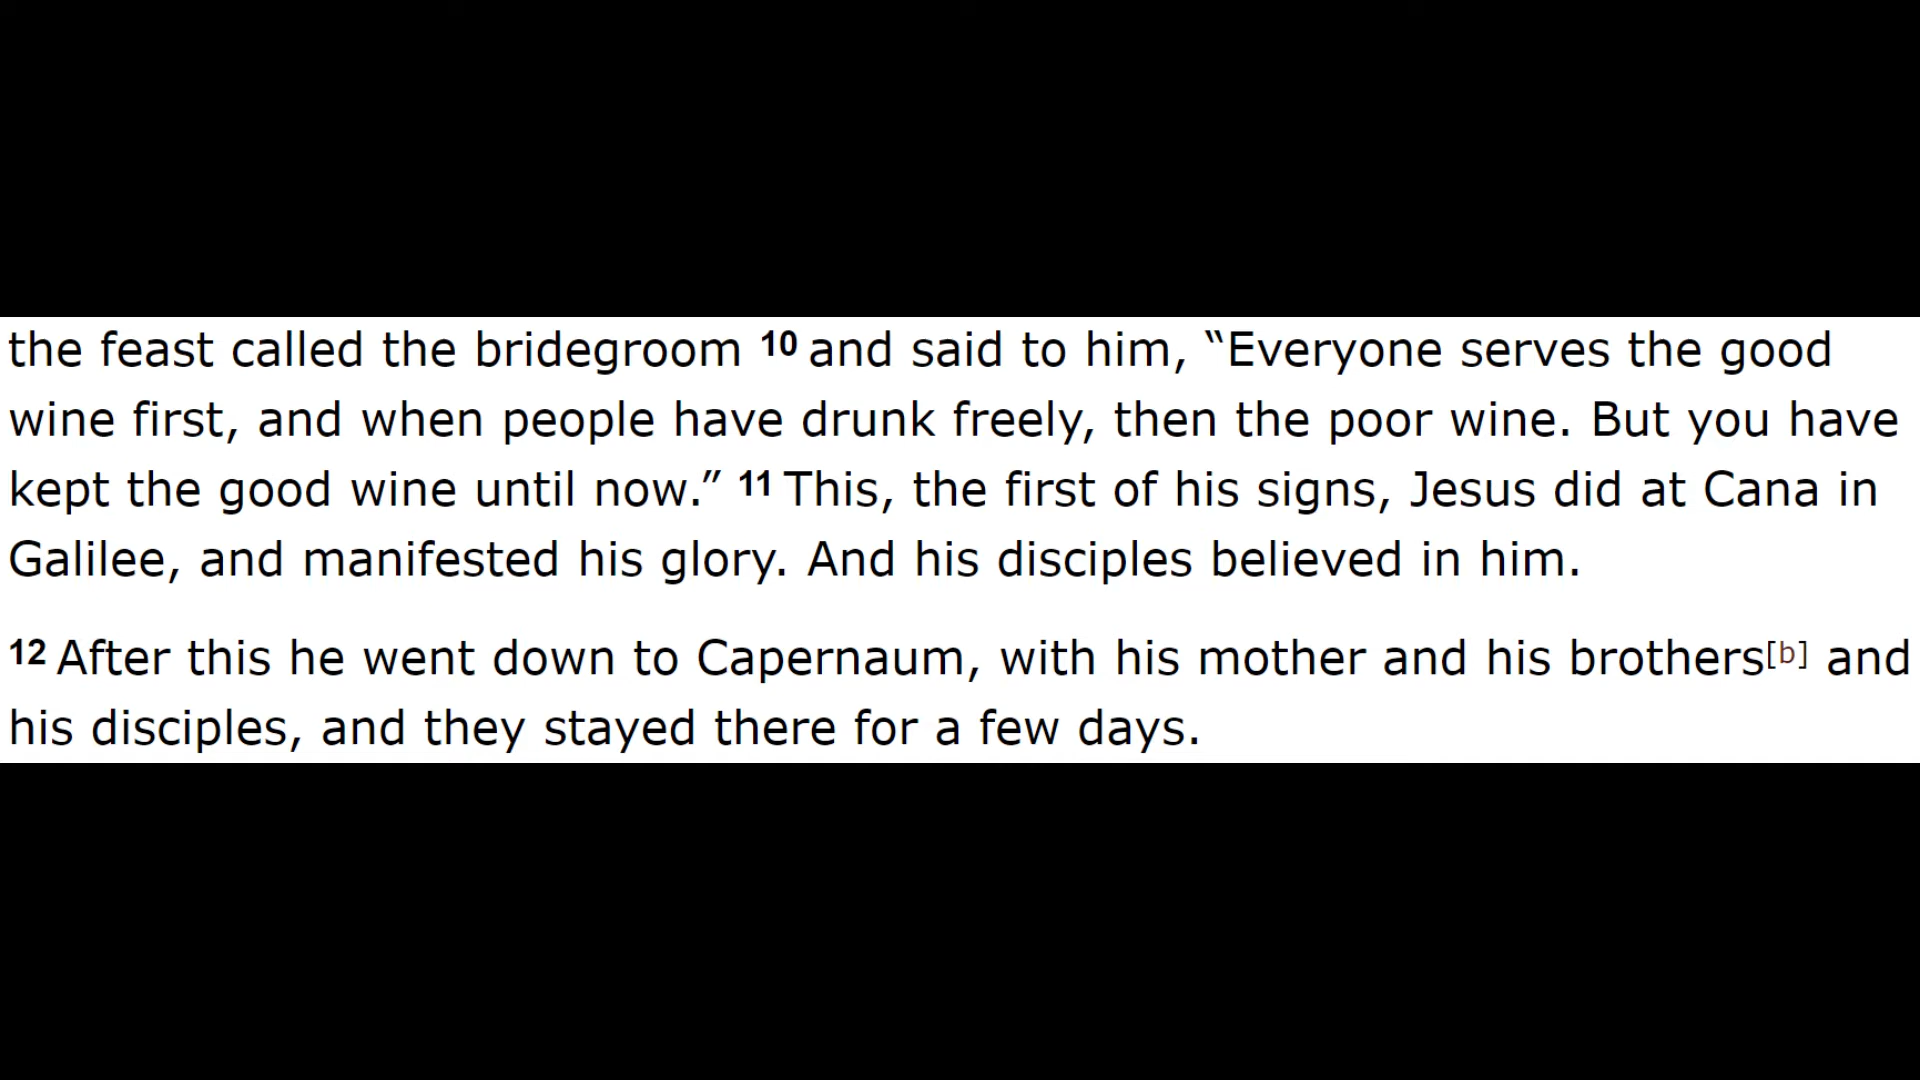 the feast called the bridegroom 10 and said to him, “Everyone serves the good
wine first, and when people have drunk freely, then the poor wine. But you have
kept the good wine until now.” 11 This, the first of his signs, Jesus did at Cana in
Galilee, and manifested his glory. And his disciples believed in him.
12 After this he went down to Capernaum, with his mother and his brothers[b] and
his disciples, and they stayed there for a few days.